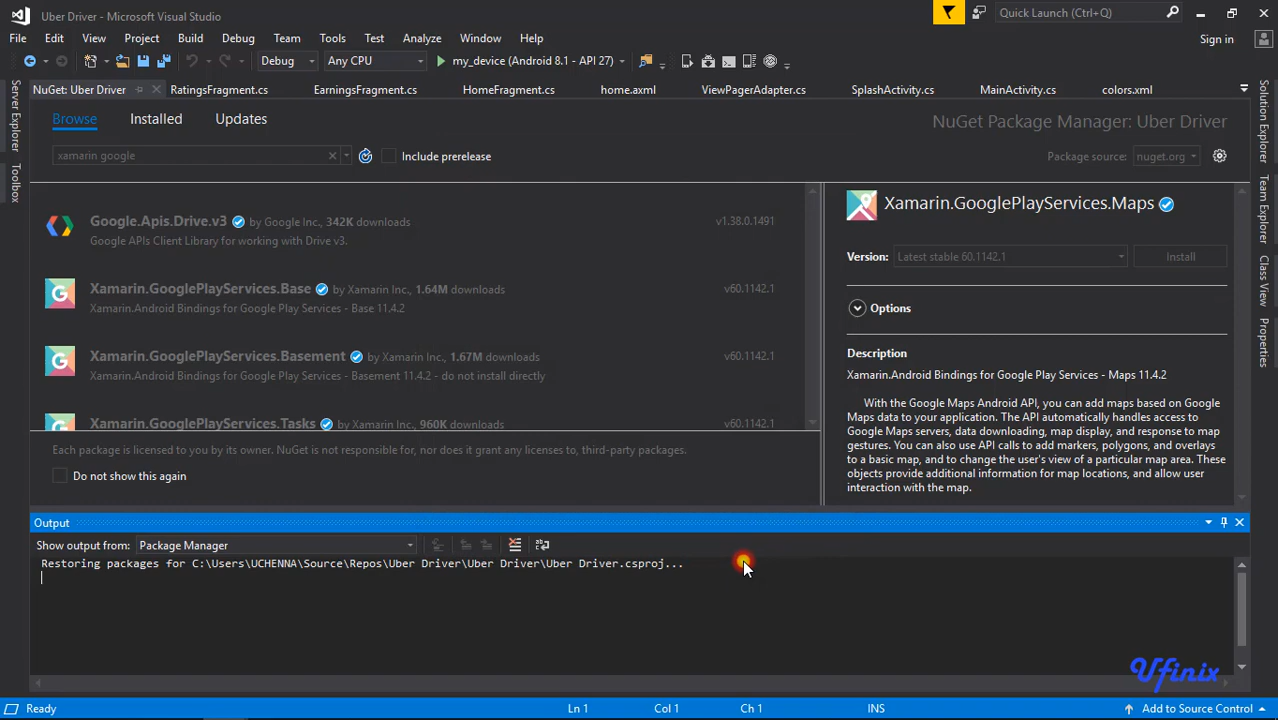 Uber Driver - Microsoft Visual Studio
Quick Launch (Ctrl+Q)
File Edit View Project Build Debug Team Tools Test Analyze Window Help
Sign in
Debug Any CPU my_device (Android 8.1 - API 27)
NuGet: Uber Driver RatingsFragment.cs EarningsFragment.cs HomeFragment.cs home.axml ViewPagerAdapter.cs SplashActivity.cs MainActivity.cs colors.xml
Server Explorer
Toolbox
Browse Installed Updates
NuGet Package Manager: Uber Driver
xamarin google
Include prerelease
Package source: nuget.org
Google.Apis.Drive.v3 by Google Inc., 342K downloads v1.38.0.1491
Google APIs Client Library for working with Drive v3.
Xamarin.GooglePlayServices.Base by Xamarin Inc., 1.64M downloads v60.1142.1
Xamarin.Android Bindings for Google Play Services - Base 11.4.2
Xamarin.GooglePlayServices.Basement by Xamarin Inc., 1.67M downloads v60.1142.1
Xamarin.Android Bindings for Google Play Services - Basement 11.4.2 - do not install directly
Xamarin.GooglePlayServices.Tasks by Xamarin Inc., 960K downloads v60.1142.1
Each package is licensed to you by its owner. NuGet is not responsible for, nor does it grant any licenses to, third-party packages.
Do not show this again
Xamarin.GooglePlayServices.Maps
Version: Latest stable 60.1142.1 Install
Options
Description
Xamarin.Android Bindings for Google Play Services - Maps 11.4.2
With the Google Maps Android API, you can add maps based on Google
Maps data to your application. The API automatically handles access to
Google Maps servers, data downloading, map display, and response to map
gestures. You can also use API calls to add markers, polygons, and overlays
to a basic map, and to change the user's view of a particular map area. These
objects provide additional information for map locations, and allow user
interaction with the map.
Solution Explorer
Team Explorer
Class View
Properties
Output
Show output from: Package Manager
Restoring packages for C:\Users\UCHENNA\Source\Repos\Uber Driver\Uber Driver\Uber Driver.csproj...
Ufinix
Ready Ln 1 Col 1 Ch 1 INS Add to Source Control